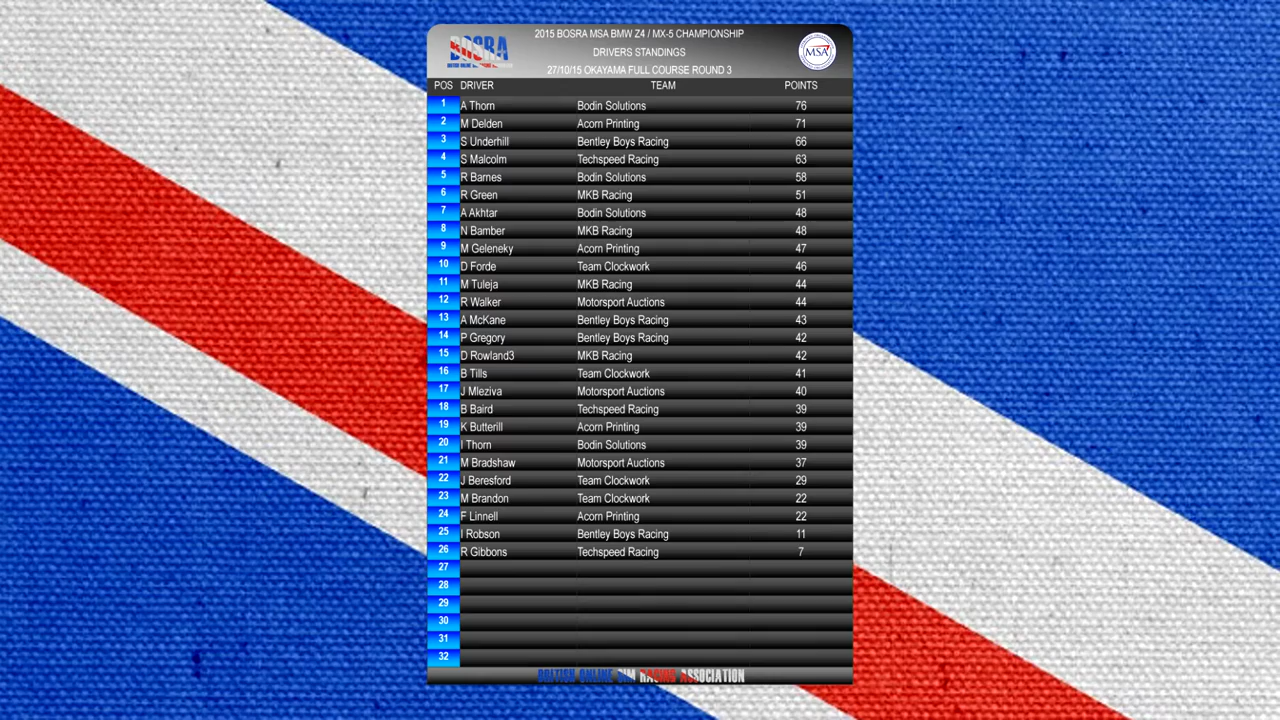 2015 BOSRA MSA BMW Z4 / MX-5 CHAMPIONSHIP
BOSRA
DRIVERS STANDINGS
MSA
27/10/15 OKAYAMA FULL COURSE ROUND 3
POS DRIVER TEAM POINTS
1 A Thorn Bodin Solutions 76
2 M Delden Acorn Printing 71
3 S Underhill Bentley Boys Racing 66
4 S Malcolm Techspeed Racing 63
5 R Barnes Bodin Solutions 58
6 R Green MKB Racing 51
7 A Akhtar Bodin Solutions 48
8 N Bamber MKB Racing 48
9 M Geleneky Acorn Printing 47
10 D Forde Team Clockwork 46
11 M Tuleja MKB Racing 44
12 R Walker Motorsport Auctions 44
13 A McKane Bentley Boys Racing 43
14 P Gregory Bentley Boys Racing 42
15 D Rowland3 MKB Racing 42
16 B Tills Team Clockwork 41
17 J Mleziva Motorsport Auctions 40
18 B Baird Techspeed Racing 39
19 K Butterill Acorn Printing 39
20 I Thorn Bodin Solutions 39
21 M Bradshaw Motorsport Auctions 37
22 J Beresford Team Clockwork 29
23 M Brandon Team Clockwork 22
24 F Linnell Acorn Printing 22
25 I Robson Bentley Boys Racing 11
26 R Gibbons Techspeed Racing 7
27
28
29
30
31
32
BRITISH ONLINE SIM RACING ASSOCIATION